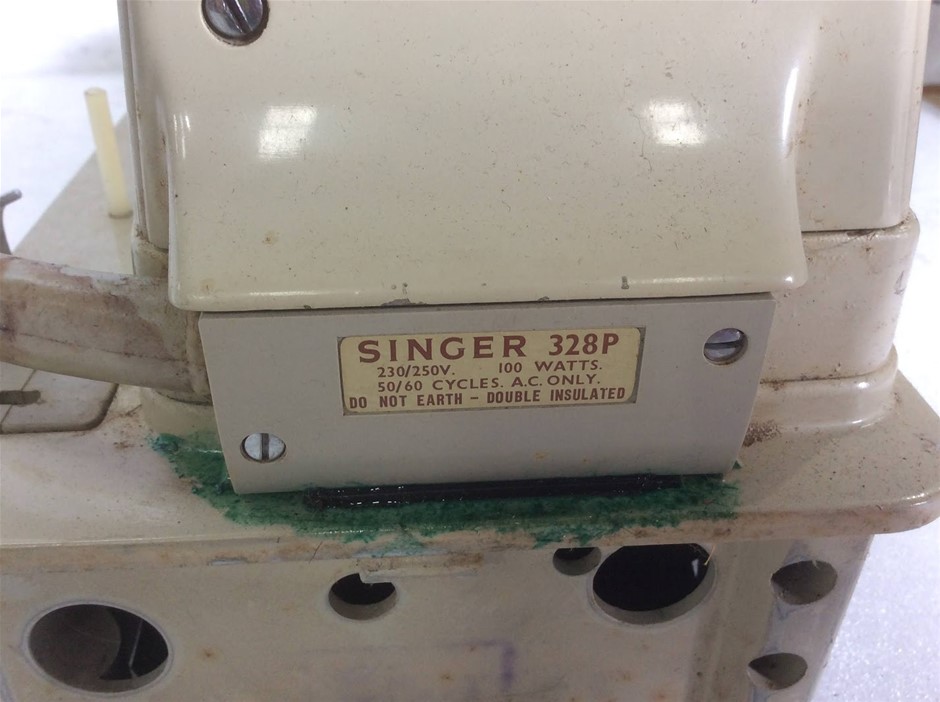 SINGER 328P
230/250V. 100 WATTS.
50/60 CYCLES. A.C. ONLY.
DO NOT EARTH - DOUBLE INSULATED